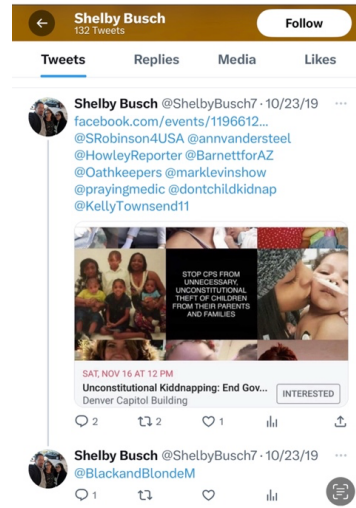 Shelby Busch
132 Tweets
Follow
Tweets Replies Media Likes
Shelby Busch @ShelbyBusch7 · 10/23/19
facebook.com/events/1196612...
@SRobinson4USA @annvandersteel
@HowleyReporter @BarnettforAZ
@Oathkeepers @marklevinshow
@prayingmedic @dontchildkidnap
@KellyTownsend11
STOP CPS FROM
UNNECESSARY,
UNCONSTITUTIONAL
THEFT OF CHILDREN
FROM THEIR PARENTS
AND FAMILIES
SAT, NOV 16 AT 12 PM
Unconstitutional Kiddnapping: End Gov...
Denver Capitol Building
INTERESTED
2 2 1
Shelby Busch @ShelbyBusch7 · 10/23/19
@BlackandBlondeM
1